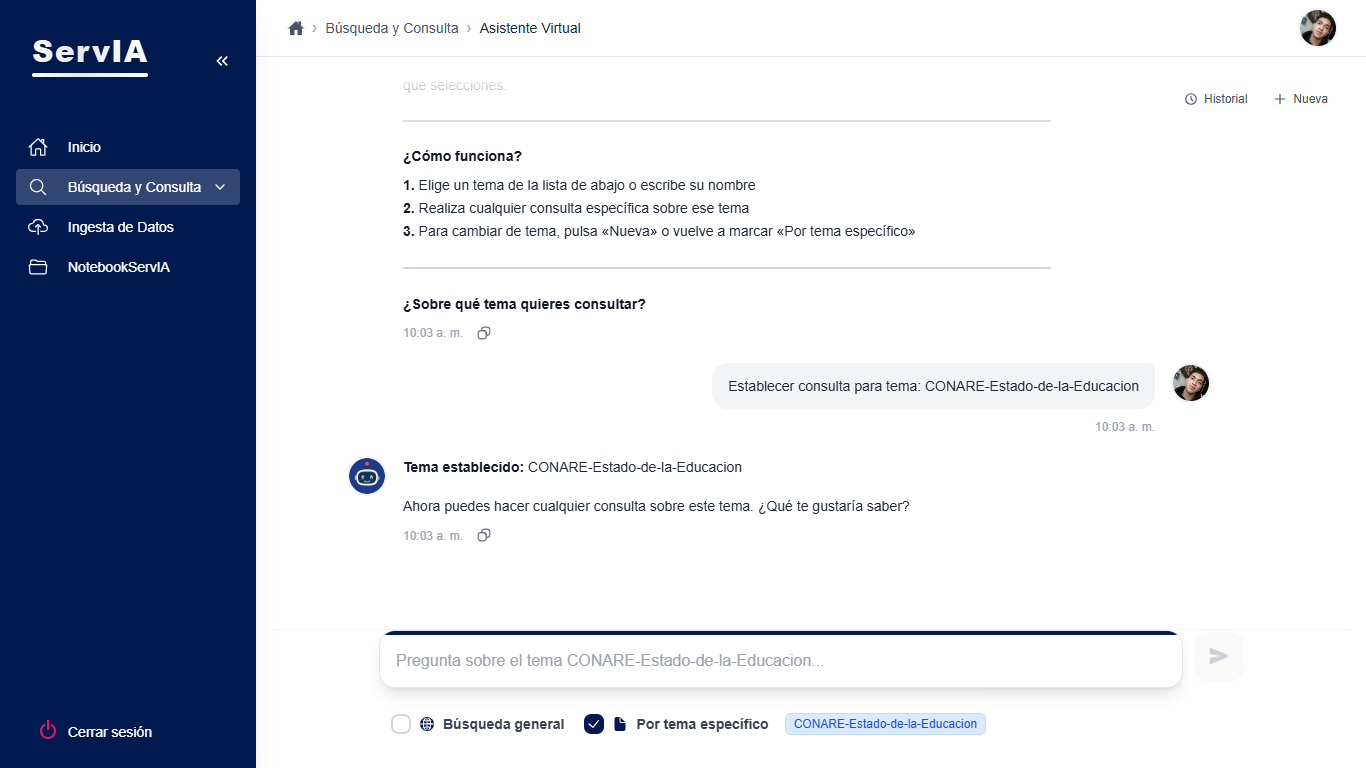 ServIA
Inicio
Búsqueda y Consulta
Ingesta de Datos
NotebookServIA
Cerrar sesión
Búsqueda y Consulta › Asistente Virtual
Historial
Nueva
que selecciones.
¿Cómo funciona?
1. Elige un tema de la lista de abajo o escribe su nombre
2. Realiza cualquier consulta específica sobre ese tema
3. Para cambiar de tema, pulsa «Nueva» o vuelve a marcar «Por tema específico»
¿Sobre qué tema quieres consultar?
10:03 a. m.
Establecer consulta para tema: CONARE-Estado-de-la-Educacion
10:03 a. m.
Tema establecido: CONARE-Estado-de-la-Educacion
Ahora puedes hacer cualquier consulta sobre este tema. ¿Qué te gustaría saber?
10:03 a. m.
Pregunta sobre el tema CONARE-Estado-de-la-Educacion...
Búsqueda general
Por tema específico
CONARE-Estado-de-la-Educacion